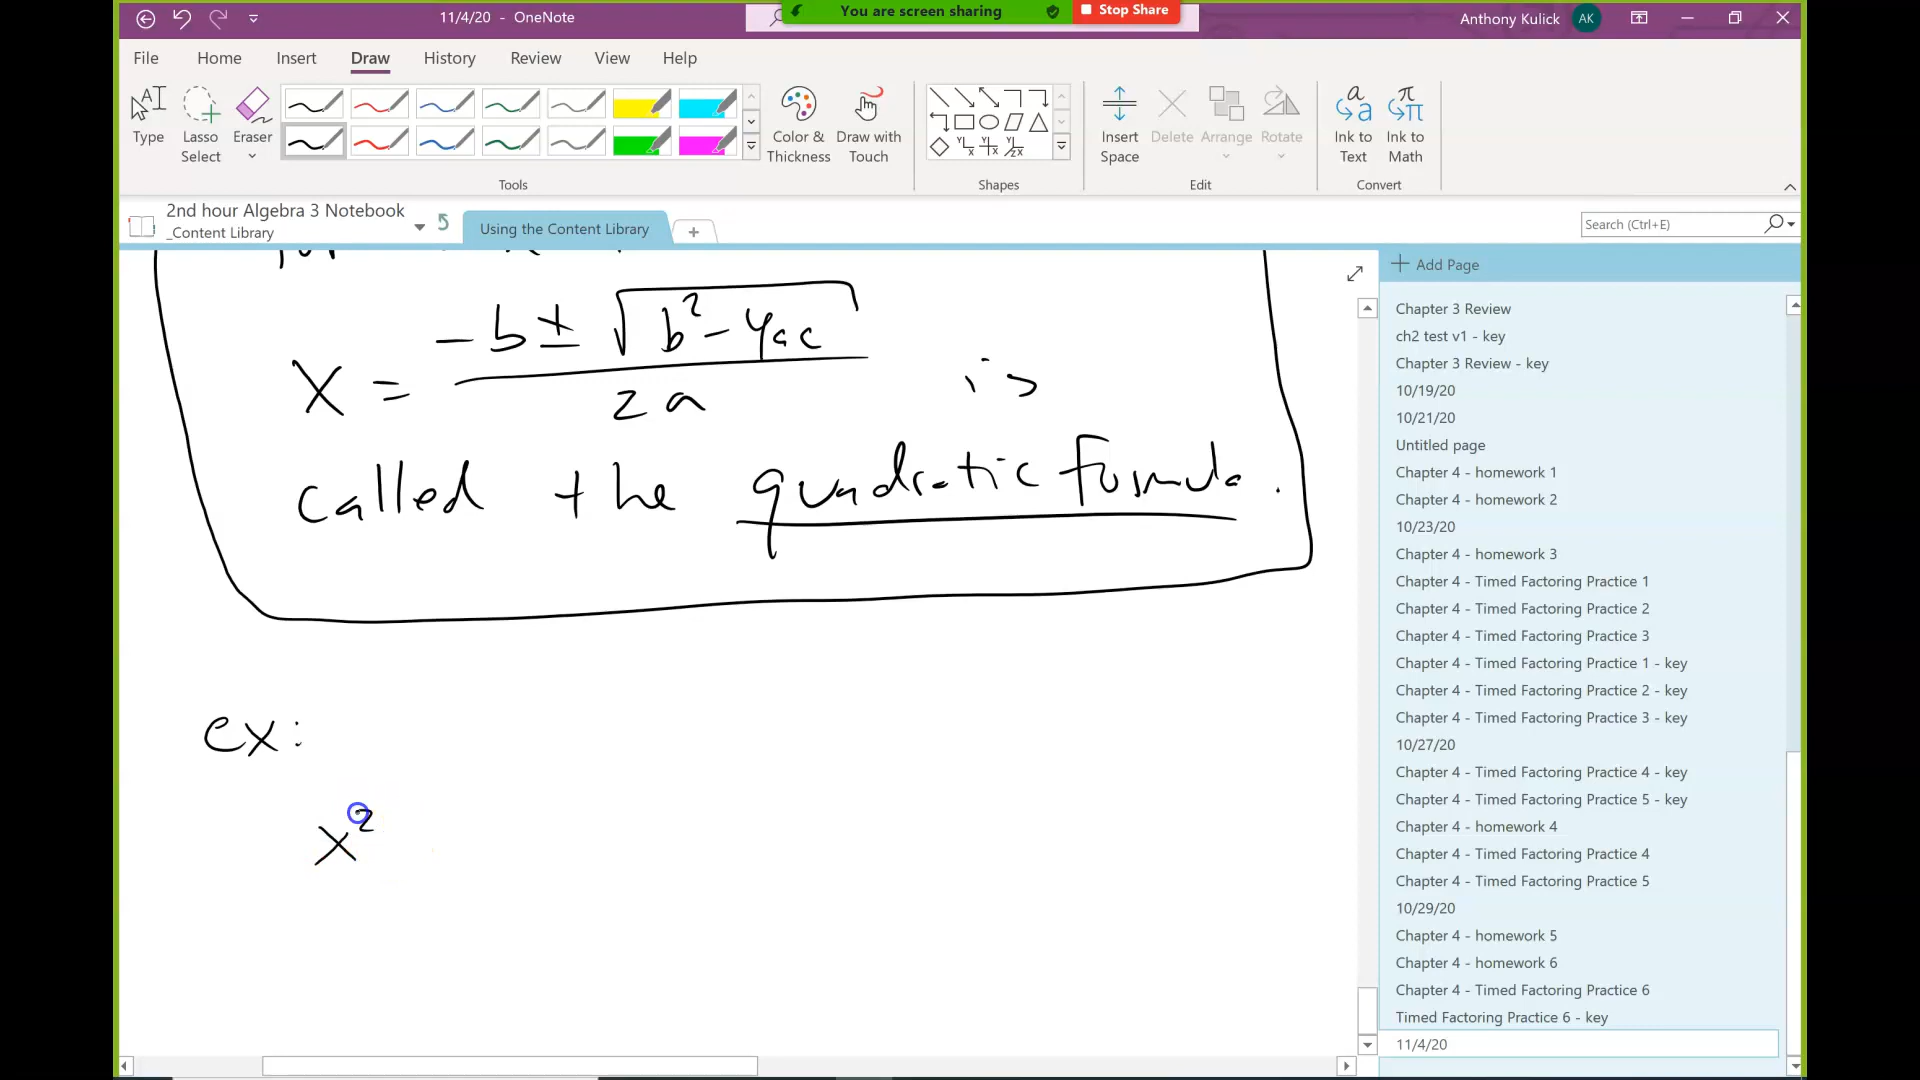 11/4/20 - OneNote
You are screen sharing
Stop Share
Anthony Kulick
AK
File Home Insert Draw History Review View Help
Type
Lasso Select
Eraser
Color & Thickness
Draw with Touch
Insert Space
Delete
Arrange
Rotate
Ink to Text
Ink to Math
Tools
Shapes
Edit
Convert
2nd hour Algebra 3 Notebook
_Content Library
Using the Content Library
Search (Ctrl+E)
x = -b ± √b² - 4ac / 2a is
called the quadratic formula.
ex:
x²
Add Page
Chapter 3 Review
ch2 test v1 - key
Chapter 3 Review - key
10/19/20
10/21/20
Untitled page
Chapter 4 - homework 1
Chapter 4 - homework 2
10/23/20
Chapter 4 - homework 3
Chapter 4 - Timed Factoring Practice 1
Chapter 4 - Timed Factoring Practice 2
Chapter 4 - Timed Factoring Practice 3
Chapter 4 - Timed Factoring Practice 1 - key
Chapter 4 - Timed Factoring Practice 2 - key
Chapter 4 - Timed Factoring Practice 3 - key
10/27/20
Chapter 4 - Timed Factoring Practice 4 - key
Chapter 4 - Timed Factoring Practice 5 - key
Chapter 4 - homework 4
Chapter 4 - Timed Factoring Practice 4
Chapter 4 - Timed Factoring Practice 5
10/29/20
Chapter 4 - homework 5
Chapter 4 - homework 6
Chapter 4 - Timed Factoring Practice 6
Timed Factoring Practice 6 - key
11/4/20